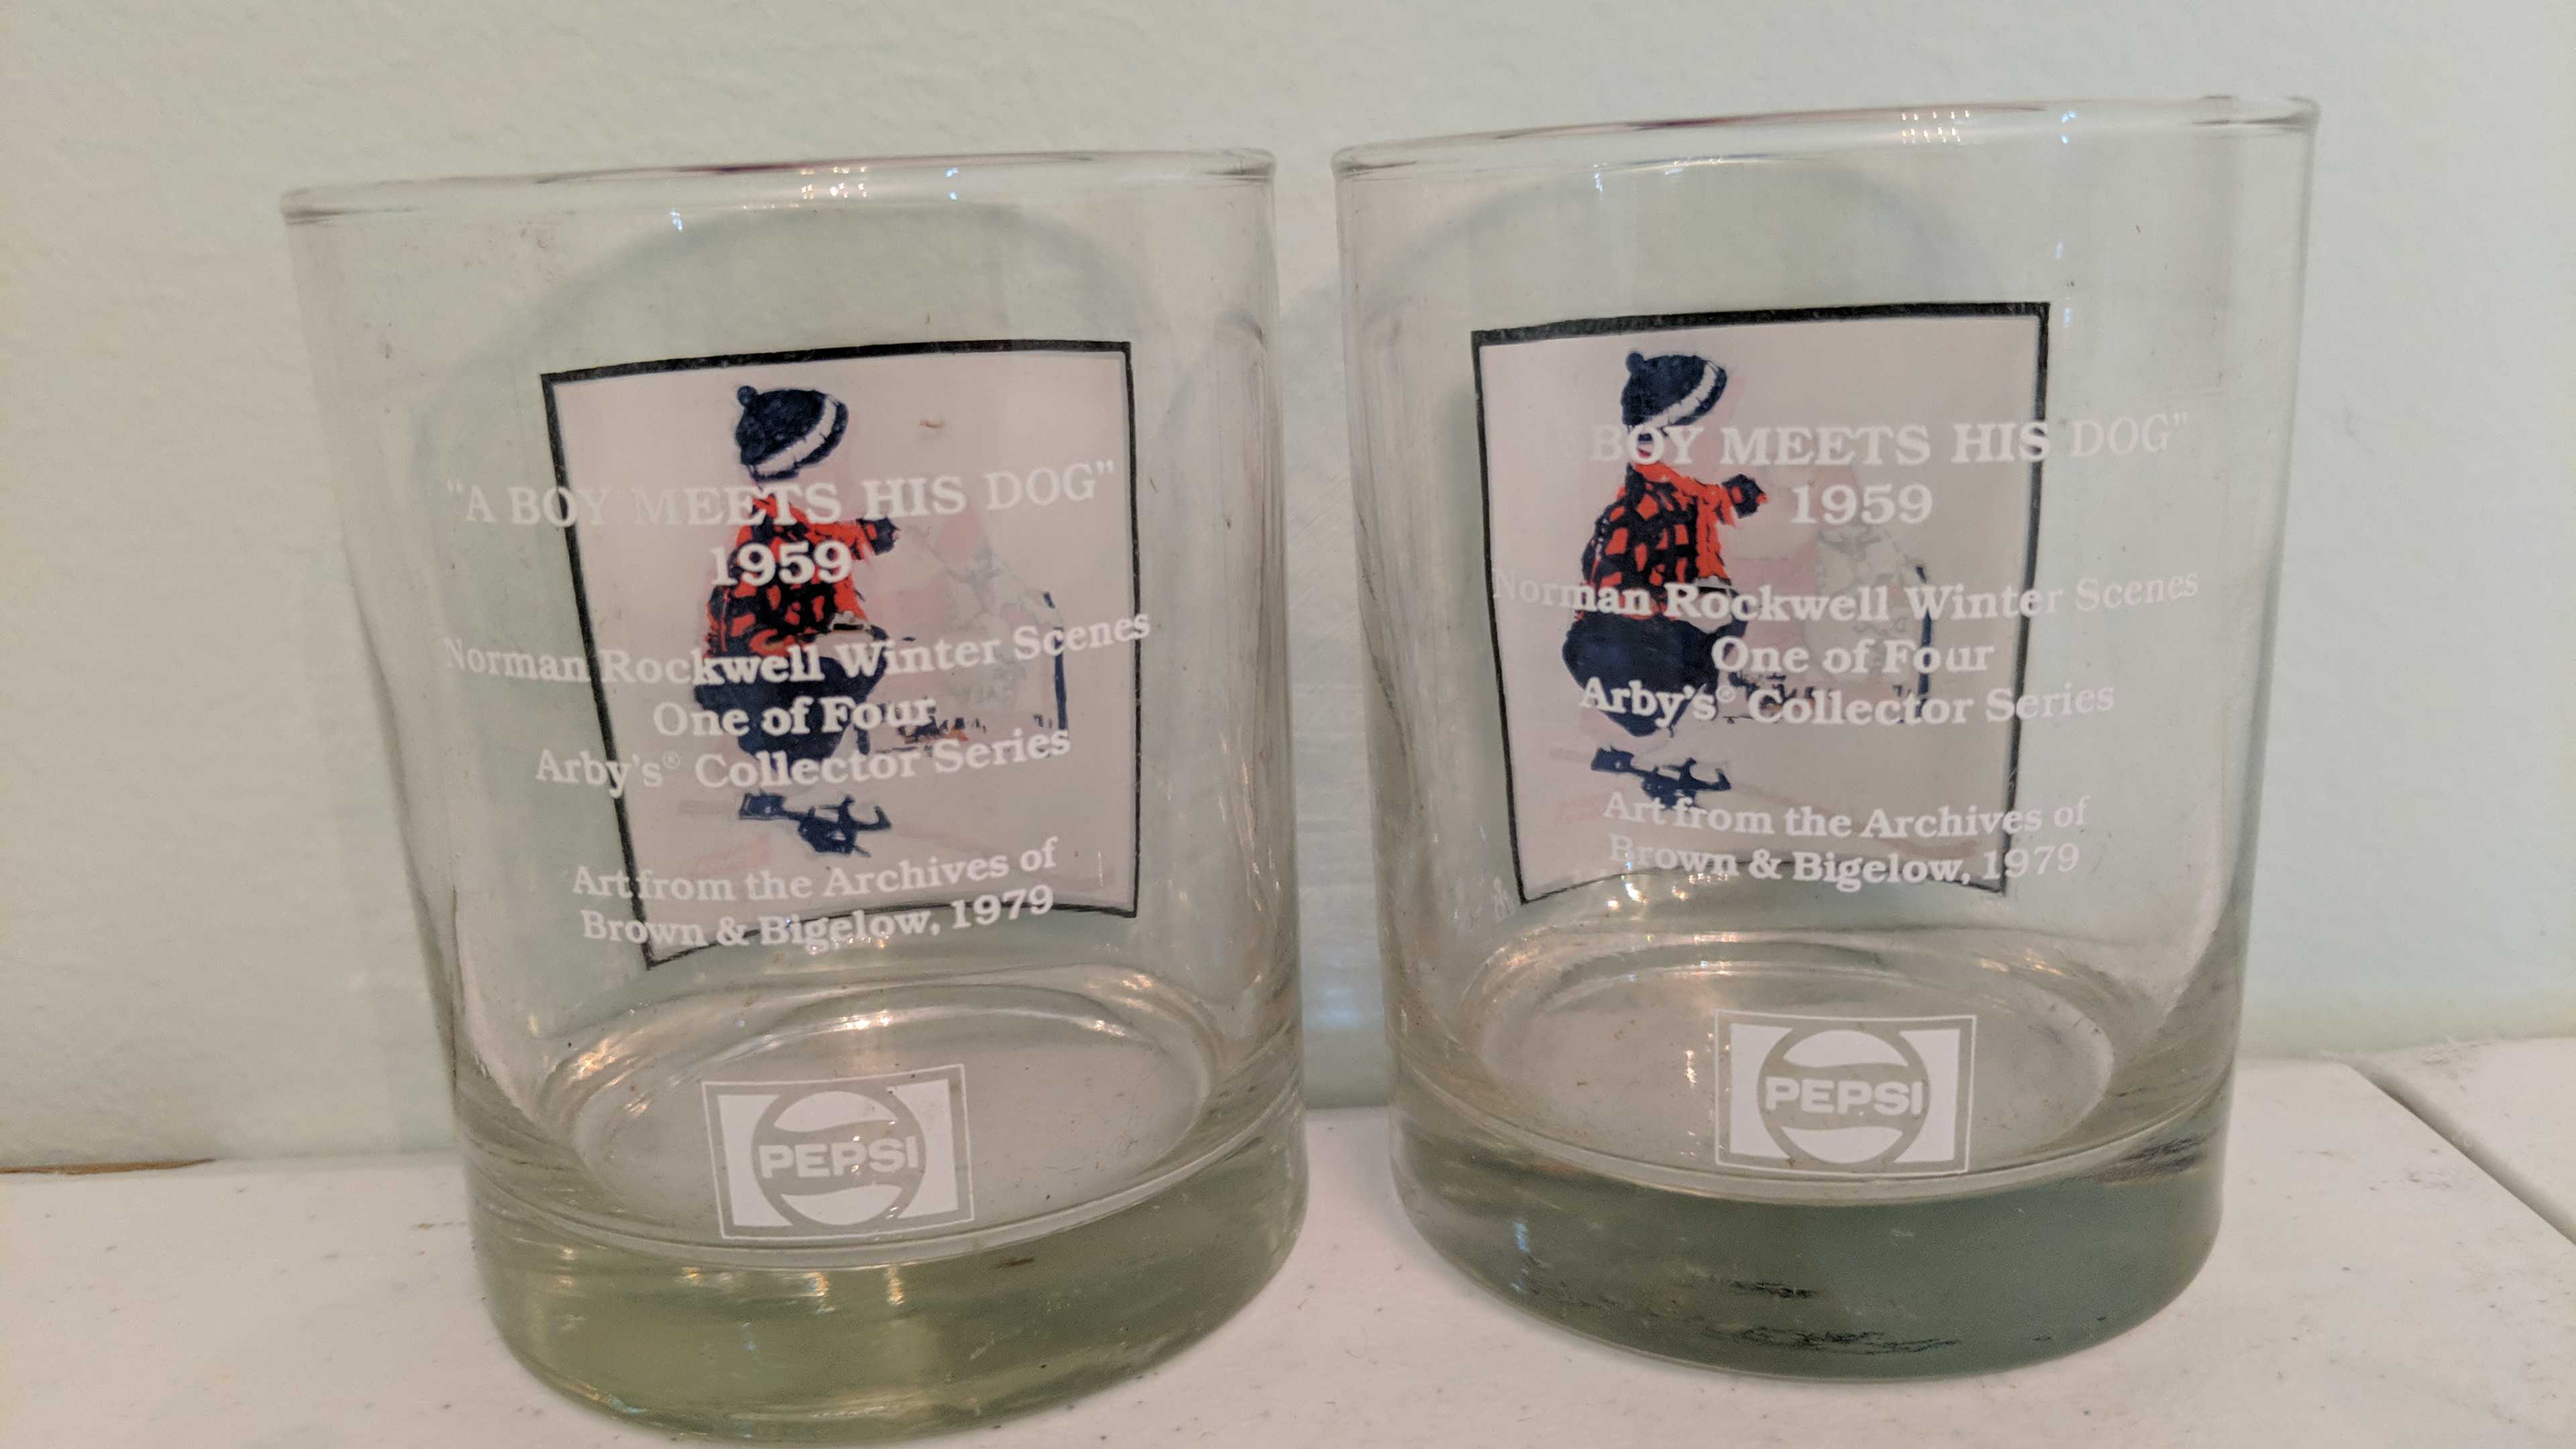 "A BOY MEETS HIS DOG"
1959
Norman Rockwell Winter Scenes
One of Four
Arby's® Collector Series
Art from the Archives of
Brown & Bigelow, 1979
PEPSI
BOY MEETS HIS DOG"
1959
Norman Rockwell Winter Scenes
One of Four
Arby's® Collector Series
Art from the Archives of
Brown & Bigelow, 1979
PEPSI